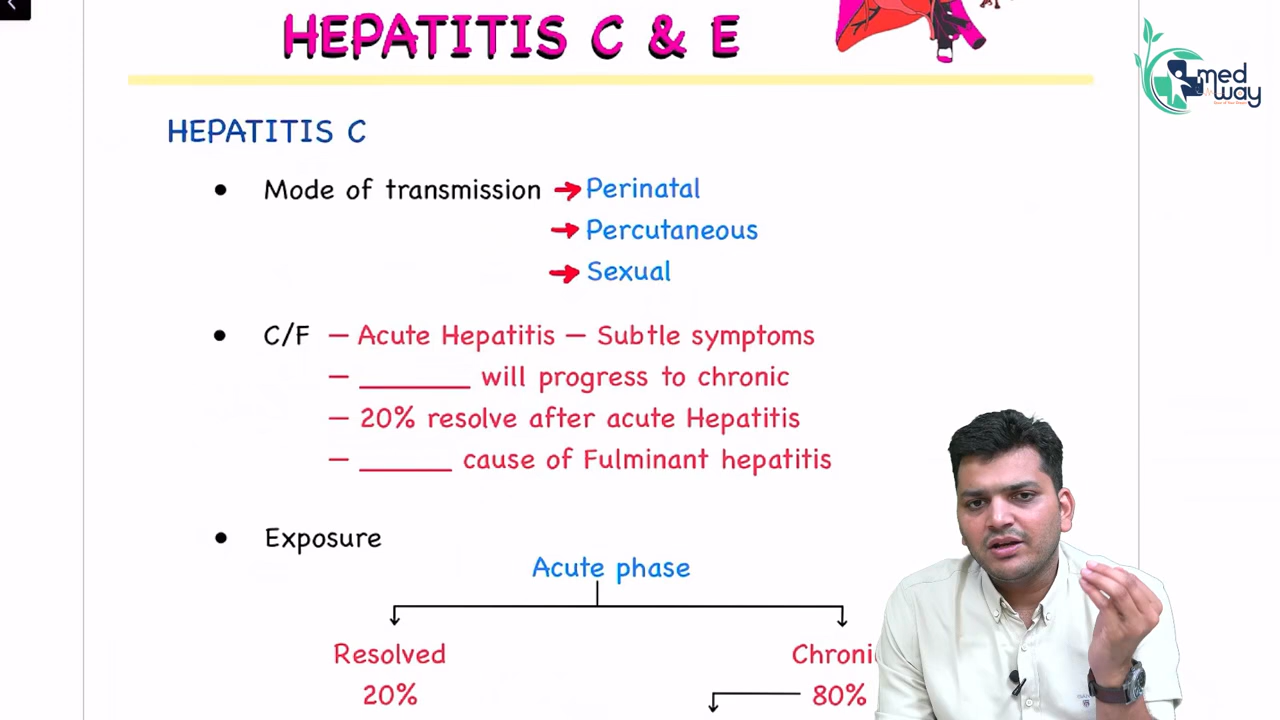 HEPATITIS C & E
med
way
HEPATITIS C
• Mode of transmission → Perinatal
→ Percutaneous
→ Sexual
• C/F — Acute Hepatitis — Subtle symptoms
— ________ will progress to chronic
— 20% resolve after acute Hepatitis
— _______ cause of Fulminant hepatitis
• Exposure
Acute phase
Resolved Chroni
20% 80%